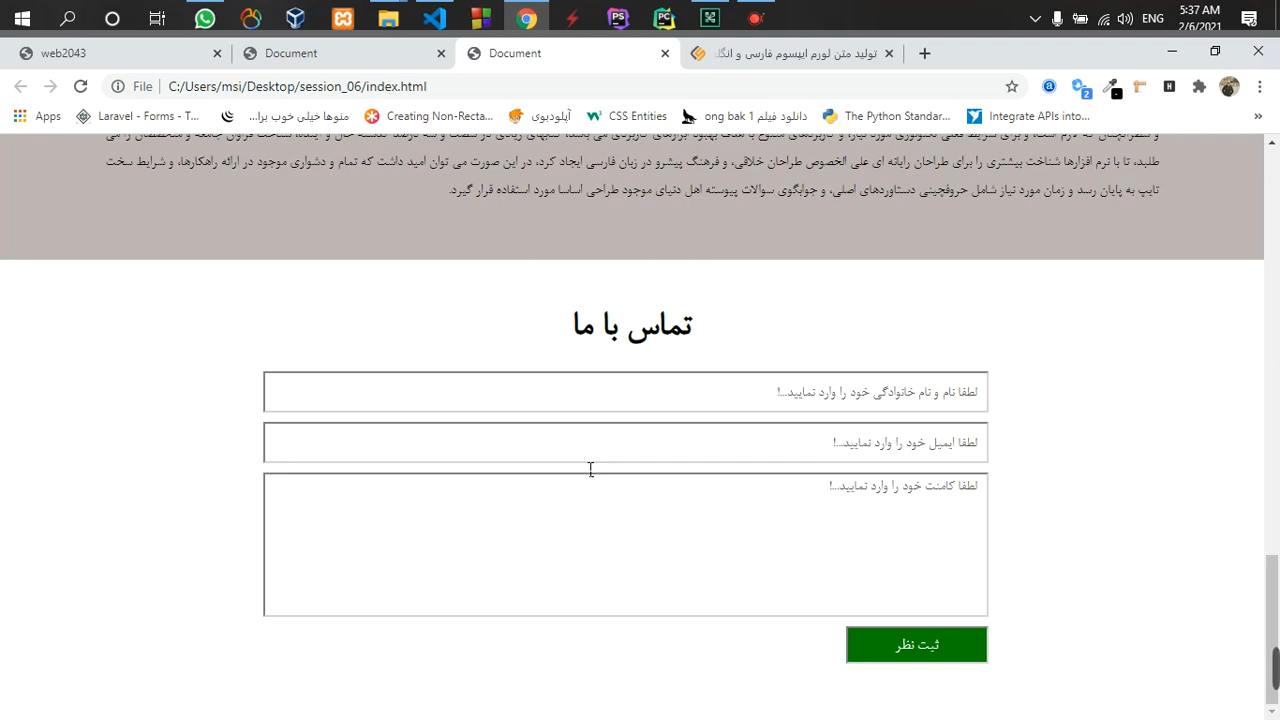 5:37 AM
ENG
2/6/2021
web2043
Document
Document
تولید متن لورم ایپسوم فارسی و انگل
File
C:/Users/msi/Desktop/session_06/index.html
Apps
Laravel - Forms - T...
منوها خیلی خوب برا...
Creating Non-Recta...
آپلودبوی
CSS Entities
دانلود فیلم ong bak 1
The Python Standar...
Integrate APIs into...
»
طلبد، تا با نرم افزارها شناخت بیشتری را برای طراحان رایانه ای علی الخصوص طراحان خلاقی، و فرهنگ پیشرو در زبان فارسی ایجاد کرد، در این صورت می توان امید داشت که تمام و دشواری موجود در ارائه راهکارها، و شرایط سخت
تایپ به پایان رسد و زمان مورد نیاز شامل حروفچینی دستاوردهای اصلی، و جوابگوی سوالات پیوسته اهل دنیای موجود طراحی اساسا مورد استفاده قرار گیرد.
تماس با ما
لطفا نام و نام خانوادگی خود را وارد نمایید...!
لطفا ایمیل خود را وارد نمایید...!
لطفا کامنت خود را وارد نمایید...!
ثبت نظر